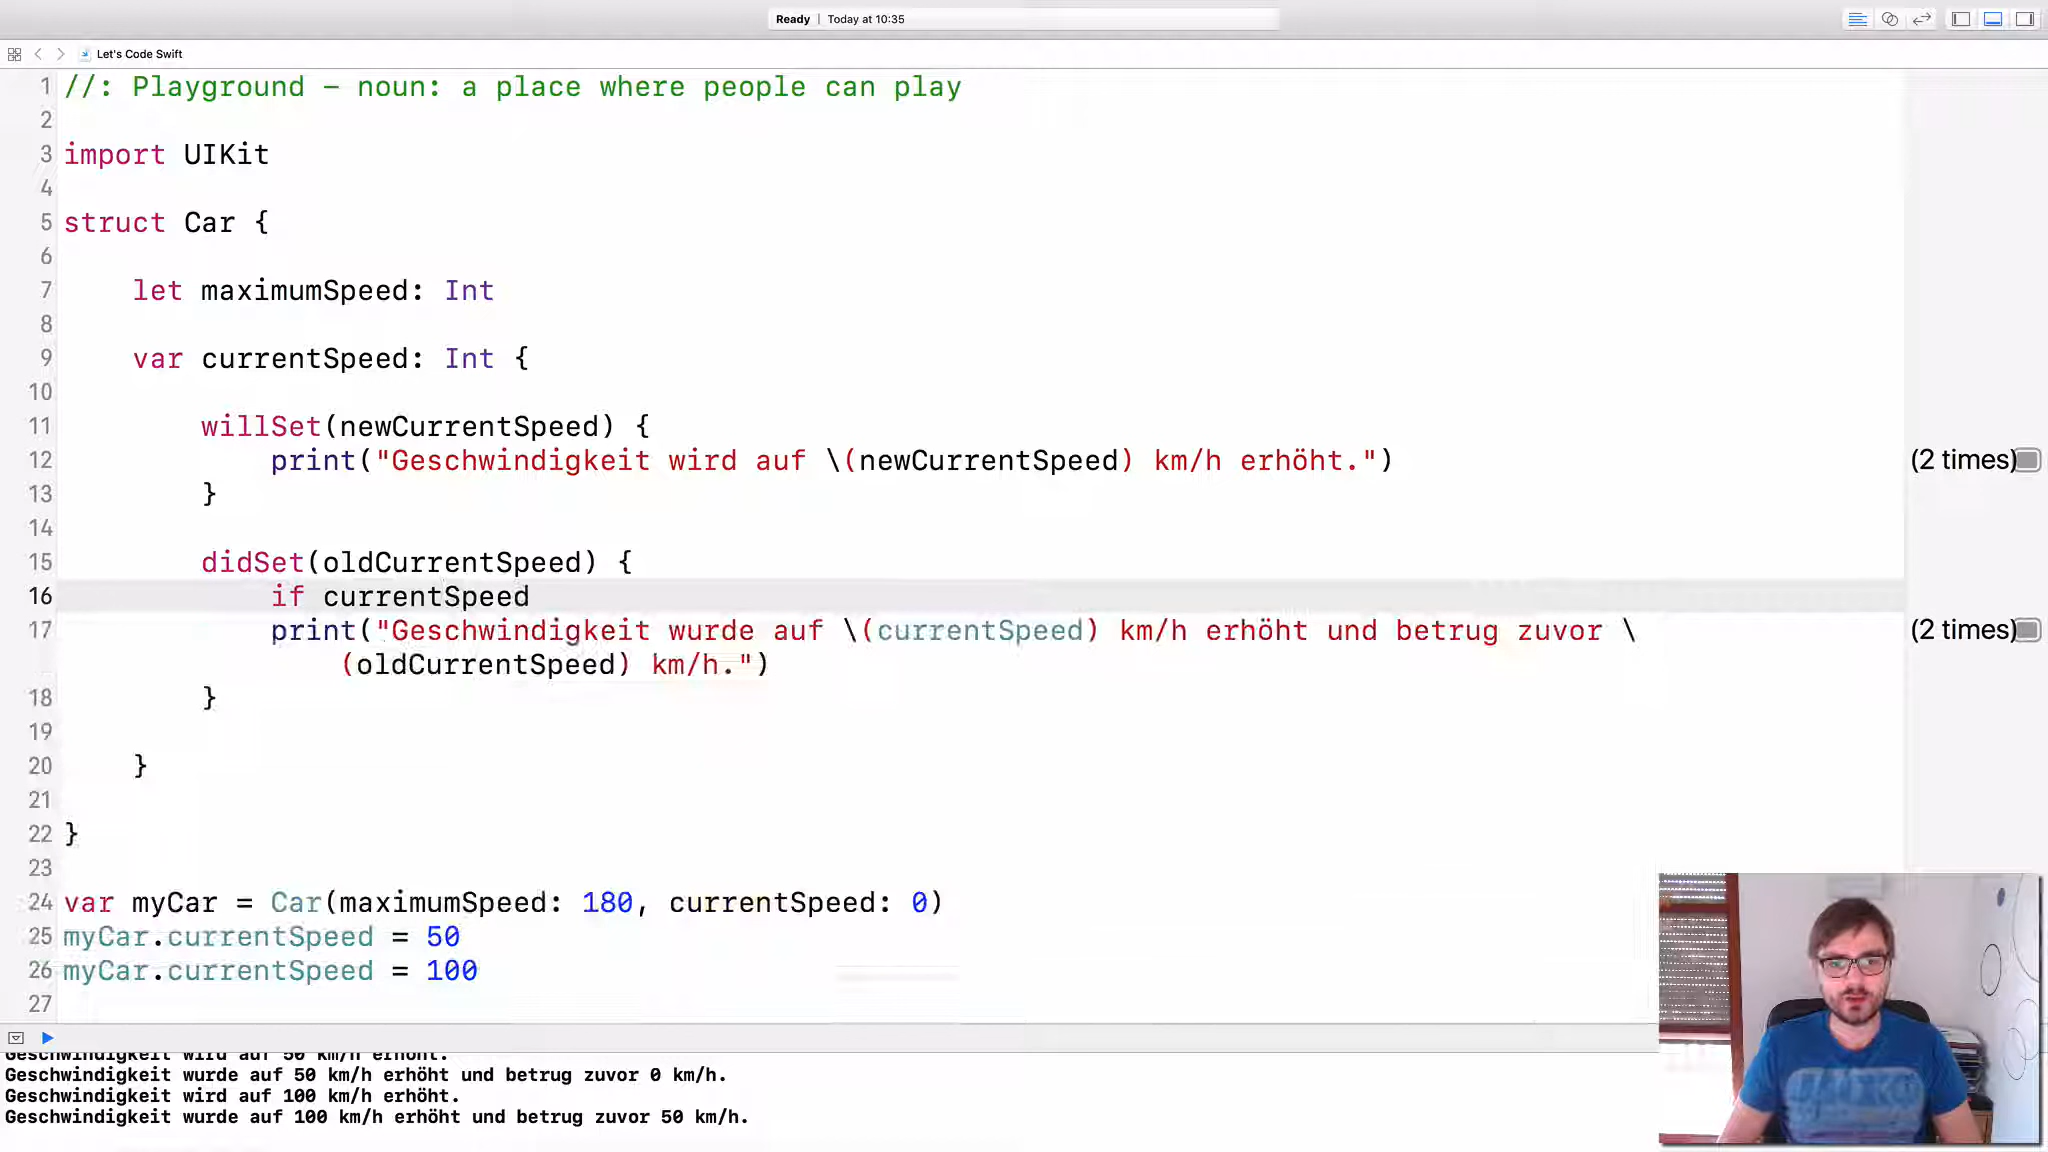 Ready | Today at 10:35
Let's Code Swift
1 //: Playground – noun: a place where people can play
2
3 import UIKit
4
5 struct Car {
6
7 let maximumSpeed: Int
8
9 var currentSpeed: Int {
10
11 willSet(newCurrentSpeed) {
12 print("Geschwindigkeit wird auf \(newCurrentSpeed) km/h erhöht.") (2 times)
13 }
14
15 didSet(oldCurrentSpeed) {
16 if currentSpeed
17 print("Geschwindigkeit wurde auf \(currentSpeed) km/h erhöht und betrug zuvor \ (2 times)
(oldCurrentSpeed) km/h.")
18 }
19
20 }
21
22 }
23
24 var myCar = Car(maximumSpeed: 180, currentSpeed: 0)
25 myCar.currentSpeed = 50
26 myCar.currentSpeed = 100
27
Geschwindigkeit wird auf 50 km/h erhöht.
Geschwindigkeit wurde auf 50 km/h erhöht und betrug zuvor 0 km/h.
Geschwindigkeit wird auf 100 km/h erhöht.
Geschwindigkeit wurde auf 100 km/h erhöht und betrug zuvor 50 km/h.